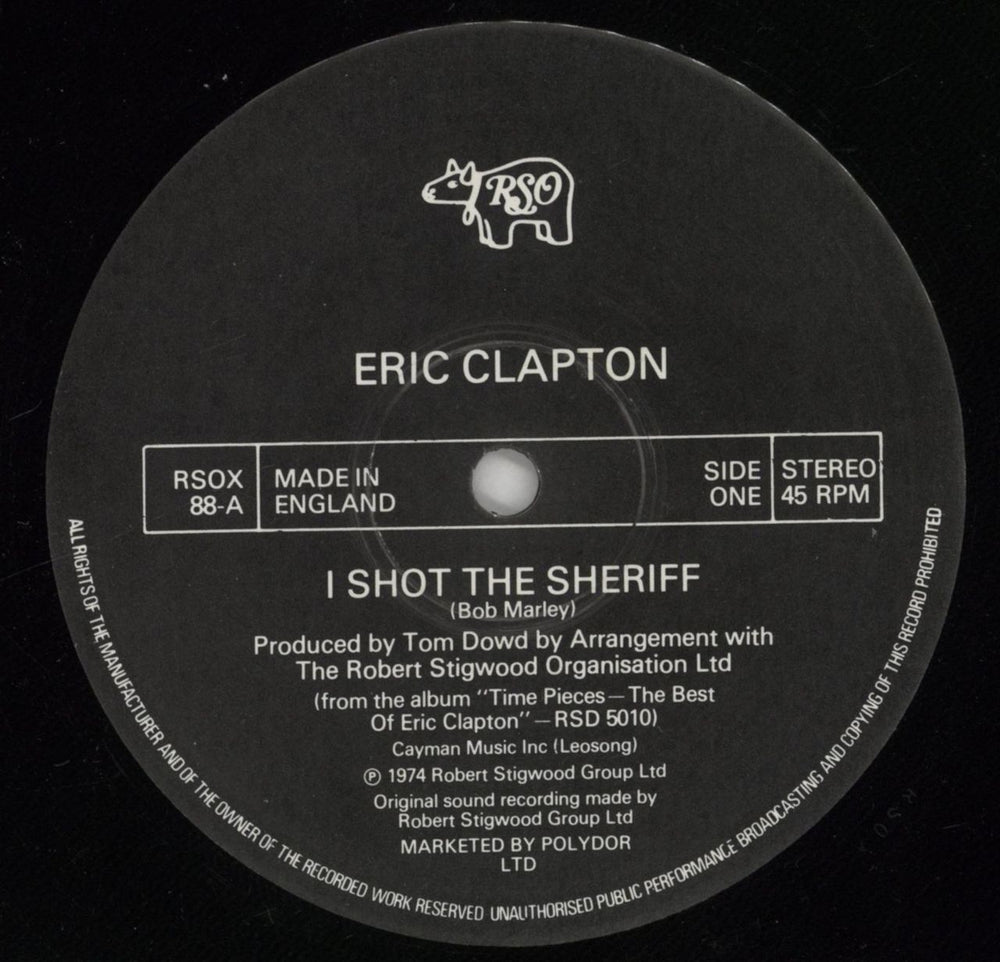 RSO
ERIC CLAPTON
RSOX
88-A
MADE IN
ENGLAND
SIDE
ONE
STEREO
45 RPM
I SHOT THE SHERIFF
(Bob Marley)
Produced by Tom Dowd by Arrangement with
The Robert Stigwood Organisation Ltd
(from the album "Time Pieces—The Best
Of Eric Clapton"—RSD 5010)
Cayman Music Inc (Leosong)
℗ 1974 Robert Stigwood Group Ltd
Original sound recording made by
Robert Stigwood Group Ltd
MARKETED BY POLYDOR
LTD
ALL RIGHTS OF THE MANUFACTURER AND OF THE OWNER OF THE RECORDED WORK RESERVED UNAUTHORISED PUBLIC PERFORMANCE BROADCASTING AND COPYING OF THIS RECORD PROHIBITED